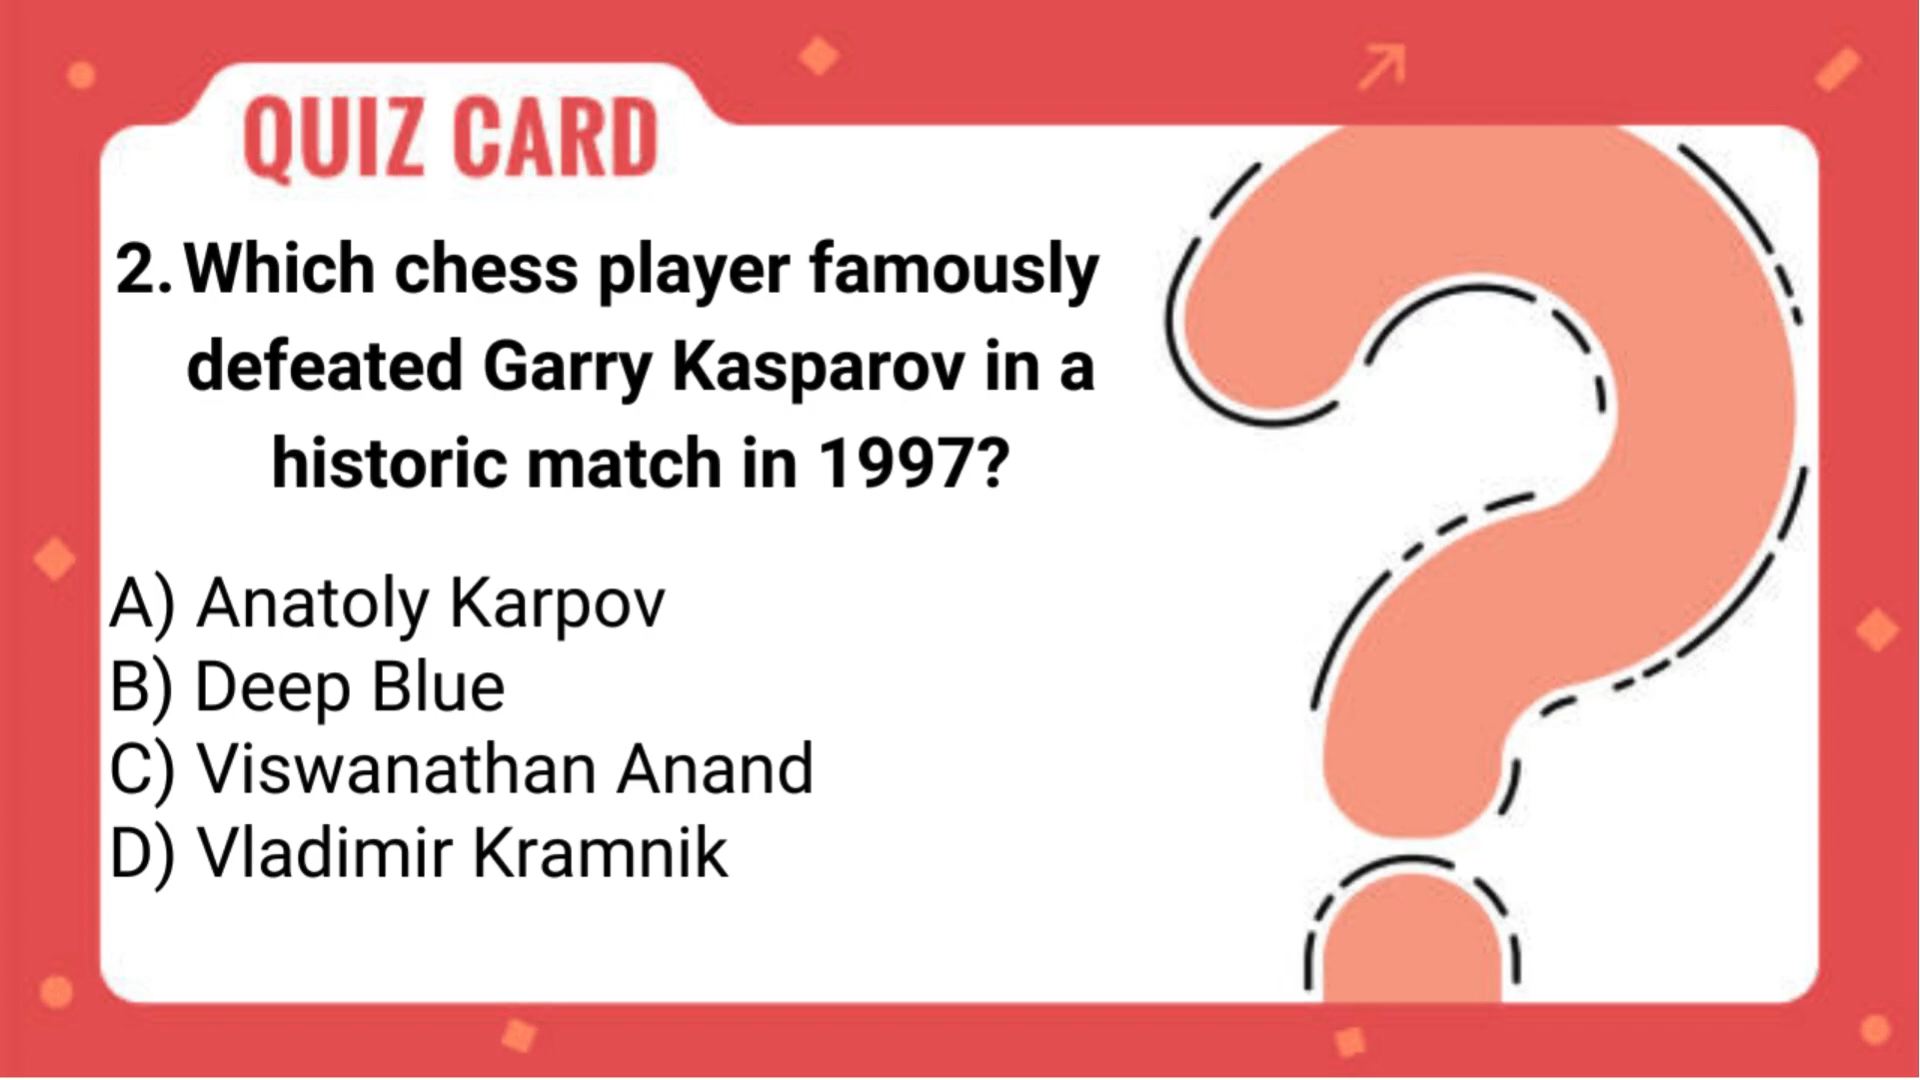 QUIZ CARD
2. Which chess player famously
defeated Garry Kasparov in a
historic match in 1997?
A) Anatoly Karpov
B) Deep Blue
C) Viswanathan Anand
D) Vladimir Kramnik